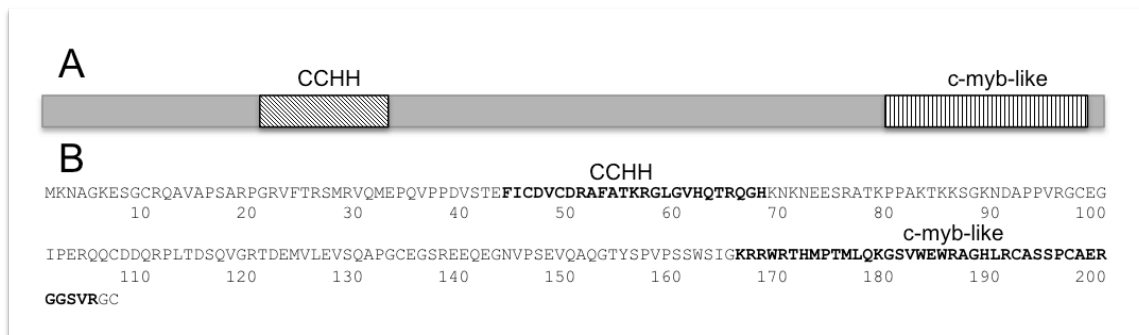 A
CCHH
c-myb-like
B
CCHH
MKNAGKESGCRQAVAPSARPGRVFTRSMRVQMEPQVPPDVSTEFICDVCDRAFATKRGLGVHQTRQGHKNKNEESRATKPPAKTKKSGKNDAPPVRGCEG
10 20 30 40 50 60 70 80 90 100
c-myb-like
IPERQQCDDQRPLTDSQVGRTDEMVLEVSQAPGCEGSREEQEGNVPSEVQAQGTYSPVPSSWSIGKRRWRTHMPTMLQKGSVWEWRAGHLRCASSPCAER
110 120 130 140 150 160 170 180 190 200
GGSVRGC